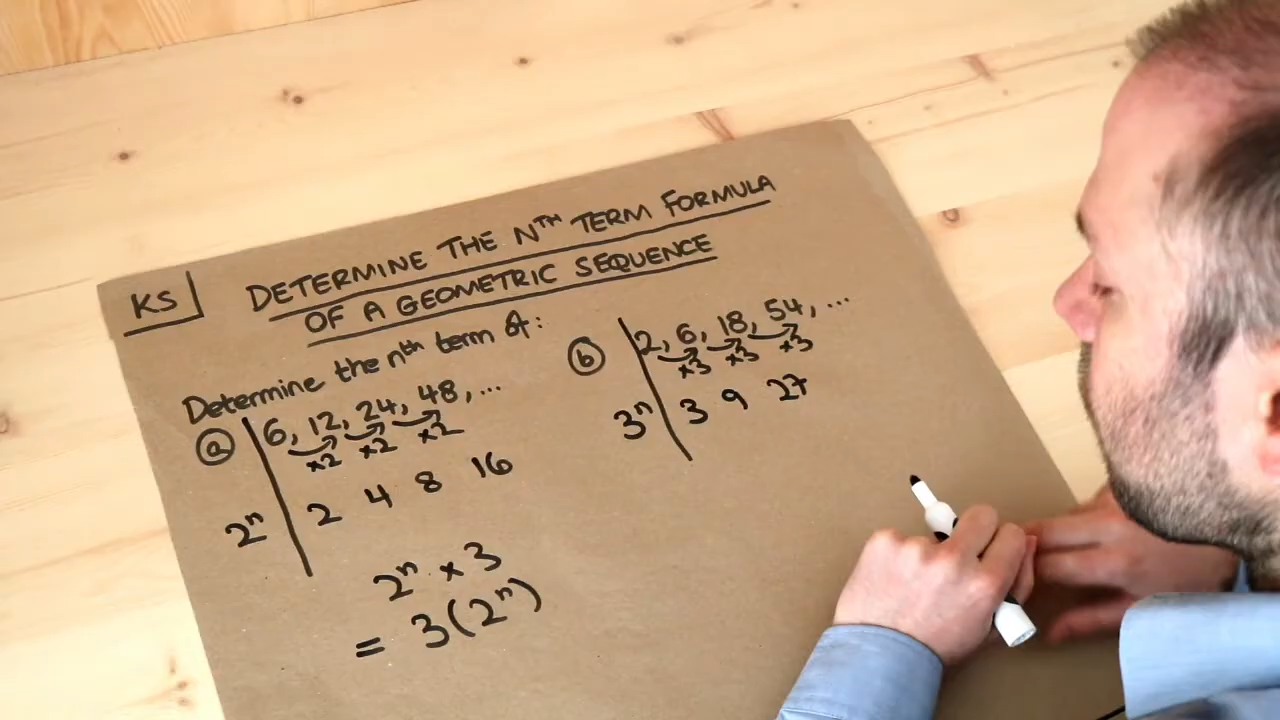 KS
DETERMINE THE Nᵀᴴ TERM FORMULA
OF A GEOMETRIC SEQUENCE
Determine the nᵗʰ term of:
ⓐ 6, 12, 24, 48, ...
×2 ×2 ×2
2ⁿ 2 4 8 16
2ⁿ × 3
= 3(2ⁿ)
ⓑ 2, 6, 18, 54, ...
×3 ×3 ×3
3ⁿ 3 9 27